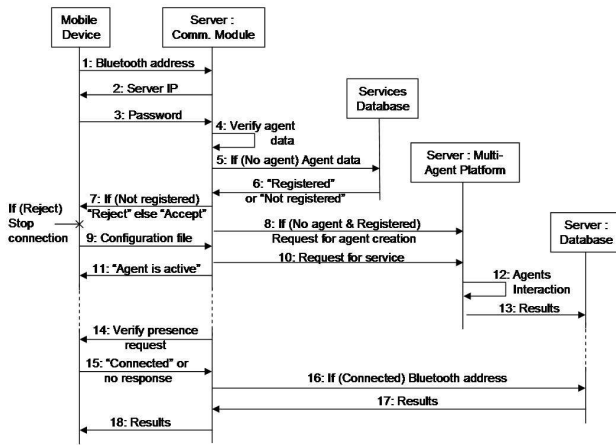 Mobile
Device
Server :
Comm. Module
1: Bluetooth address
2: Server IP
3: Password
Services
Database
4: Verify agent
data
5: If (No agent) Agent data
Server : Multi-
Agent Platform
6: “Registered”
or “Not registered”
7: If (Not registered)
“Reject” else “Accept”
If (Reject)
Stop
connection
8: If (No agent & Registered)
Request for agent creation
Server :
Database
9: Configuration file
10: Request for service
11: “Agent is active”
12: Agents
Interaction
13: Results
14: Verify presence
request
15: “Connected” or
no response
16: If (Connected) Bluetooth address
17: Results
18: Results